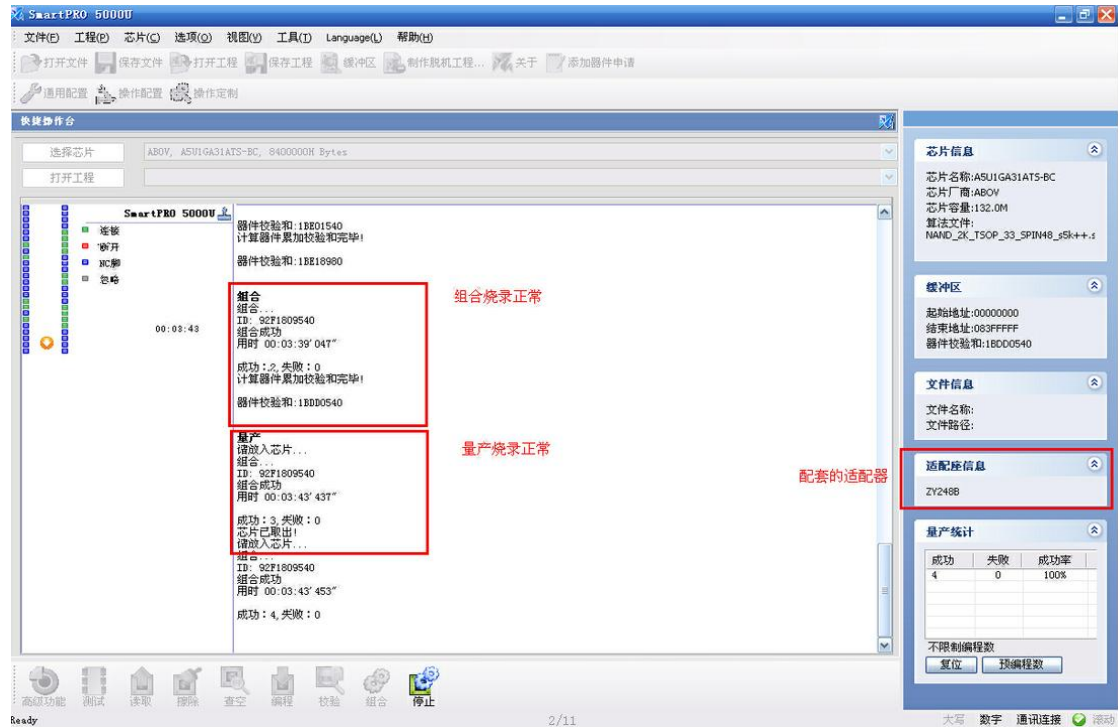 SmartPRO 5000U
文件(F) 工程(P) 芯片(C) 选项(O) 视图(V) 工具(T) Language(L) 帮助(H)
打开文件 保存文件 打开工程 保存工程 缓冲区 制作脱机工程... 关于 添加器件申请
通用配置 操作配置 操作定制
快捷操作台
选择芯片 ABOV, A5U1GA31ATS-BC, 8400000H Bytes
打开工程
SmartPRO 5000U
连接
断开
NC脚
忽略
00:03:43
器件校验和:1BE01540
计算器件累加校验和完毕!
器件校验和:1BE18980
组合
组合...
ID: 92F1809540
组合成功
用时 00:03:39′047″
成功:2,失败:0
计算器件累加校验和完毕!
器件校验和:1BDD0540
组合烧录正常
量产
请放入芯片...
组合...
ID: 92F1809540
组合成功
用时 00:03:43′437″
成功:3,失败:0
芯片已取出!
请放入芯片...
量产烧录正常
组合...
ID: 92F1809540
组合成功
用时 00:03:43′453″
成功:4,失败:0
配套的适配器
芯片信息
芯片名称:A5U1GA31ATS-BC
芯片厂商:ABOV
芯片容量:132.0M
算法文件:
NAND_2K_TSOP_33_SPIN48_s5k++.s
缓冲区
起始地址:00000000
结束地址:083FFFFF
器件校验和:1BDD0540
文件信息
文件名称:
文件路径:
适配座信息
ZY248B
量产统计
成功 失败 成功率
4 0 100%
不限制编程数
复位 预编程数
高级功能 测试 读取 擦除 查空 编程 校验 组合 停止
Ready 2/11 大写 数字 通讯连接 滚动